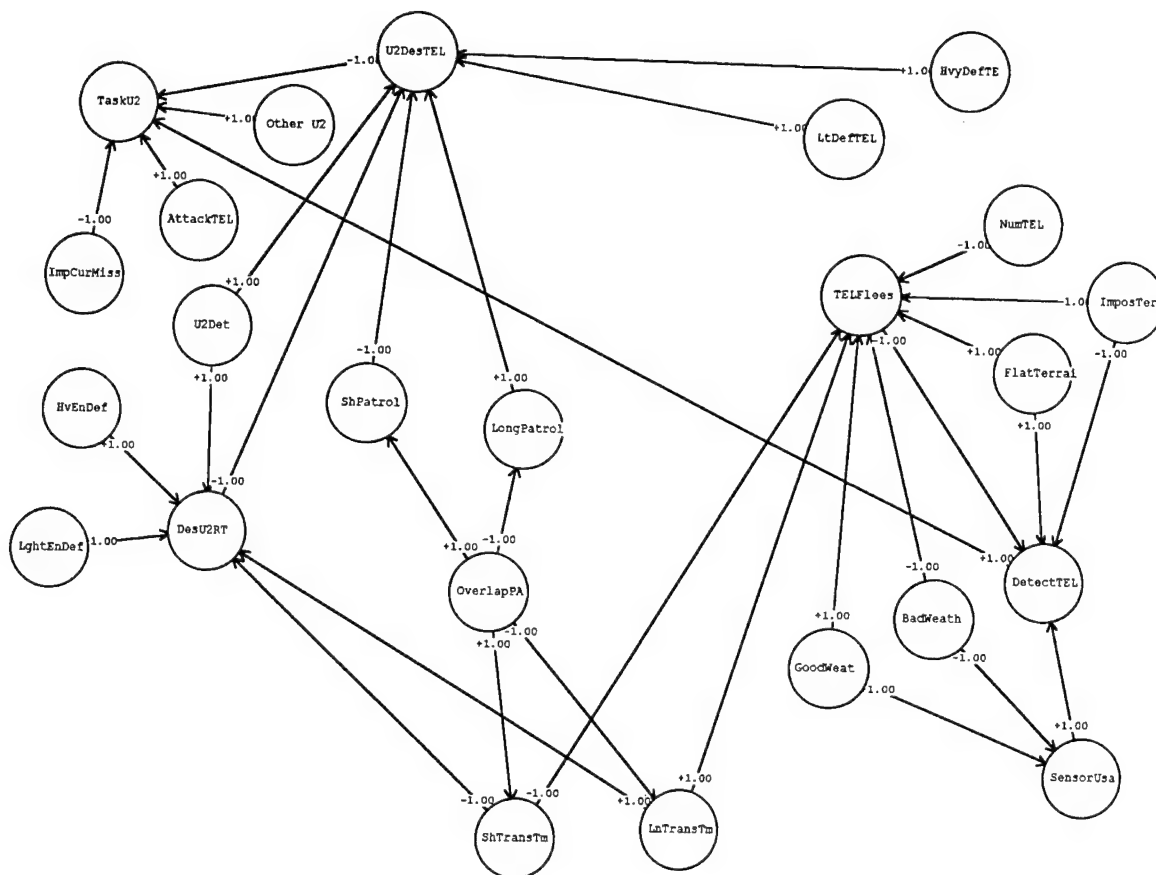 U2DesTEL
-1.00
HvyDefTE
+1.00
TaskU2
Other U2
+1.00
LtDefTEL
+1.00
AttackTEL
+1.00
NumTEL
-1.00
ImpCurMiss
-1.00
TELFlees
ImposTer
-1.0
-1.00
U2Det
+1.00
+1.00
-1.00
FlatTerrai
+1.00
+1.00
HvEnDef
+1.00
ShPatrol
-1.00
LongPatrol
+1.00
DesU2RT
-1.00
LghtEnDef
1.00
OverlapPA
+1.00
-1.00
+1.00
-1.00
DetectTEL
+1.00
BadWeath
-1.00
-1.00
GoodWeat
+1.00
+1.00
SensorUsa
+1.00
ShTransTm
-1.00
-1.00
LnTransTm
+1.00
+1.00